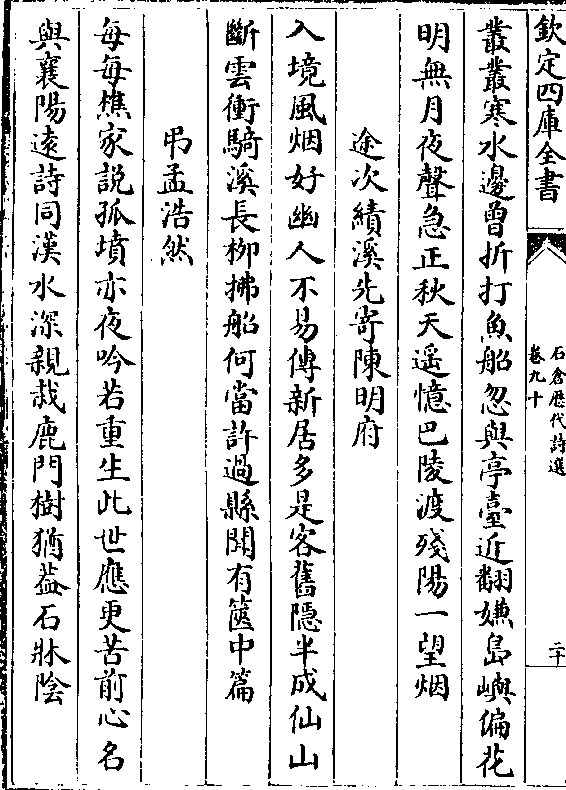 欽定四庫全書
石倉歷代詩選
卷九十
二十
叢叢寒水邊曾折打魚船忽與亭臺近翻嫌島嶼偏花
明無月夜聲急正秋天遥憶巴陵渡殘陽一望烟
途次績溪先寄陳明府
入境風烟好幽人不易傳新居多是客舊隠半成仙山
斷雲衝騎溪長柳拂船何當許過縣聞有篋中篇
弔孟浩然
每每樵家説孤墳亦夜吟若重生此世應更苦前心名
與襄陽逺詩同漢水深親哉鹿門樹猶葢石牀陰